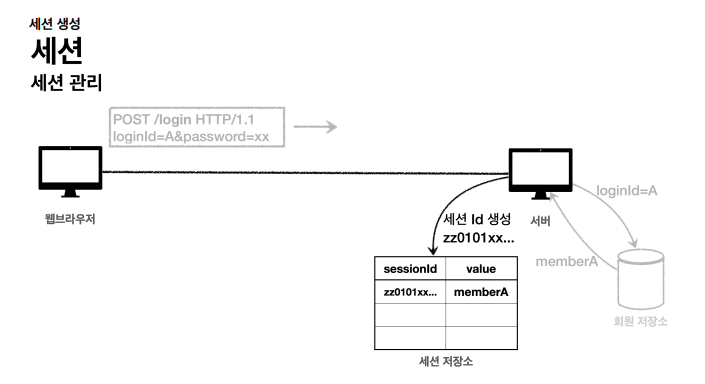 세션 생성
세션
세션 관리
POST /login HTTP/1.1
loginId=A&password=xx
웹브라우저
서버
loginId=A
세션 Id 생성
zz0101xx...
memberA
회원 저장소
sessionId value
zz0101xx... memberA
세션 저장소